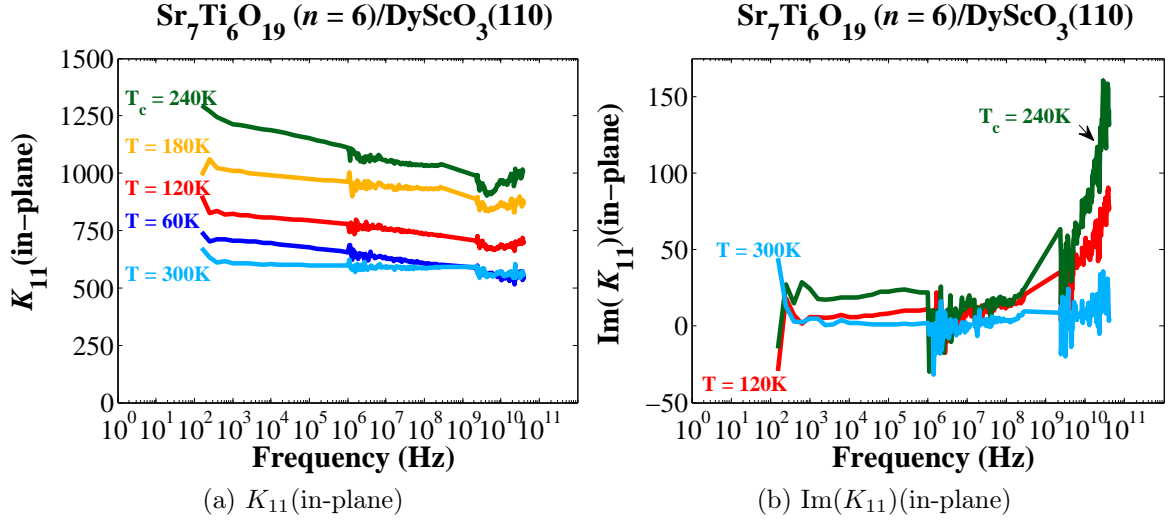 Sr7Ti6O19 (n = 6)/DyScO3(110)
K11(in−plane)
1500
1250
1000
750
500
250
0
Tc = 240K
T = 180K
T = 120K
T = 60K
T = 300K
10^0 10^1 10^2 10^3 10^4 10^5 10^6 10^7 10^8 10^9 10^10 10^11
Frequency (Hz)
(a) K11(in-plane)
Sr7Ti6O19 (n = 6)/DyScO3(110)
Im( K11)(in−plane)
150
100
50
0
−50
Tc = 240K
T = 300K
T = 120K
10^0 10^1 10^2 10^3 10^4 10^5 10^6 10^7 10^8 10^9 10^10 10^11
Frequency (Hz)
(b) Im(K11)(in-plane)